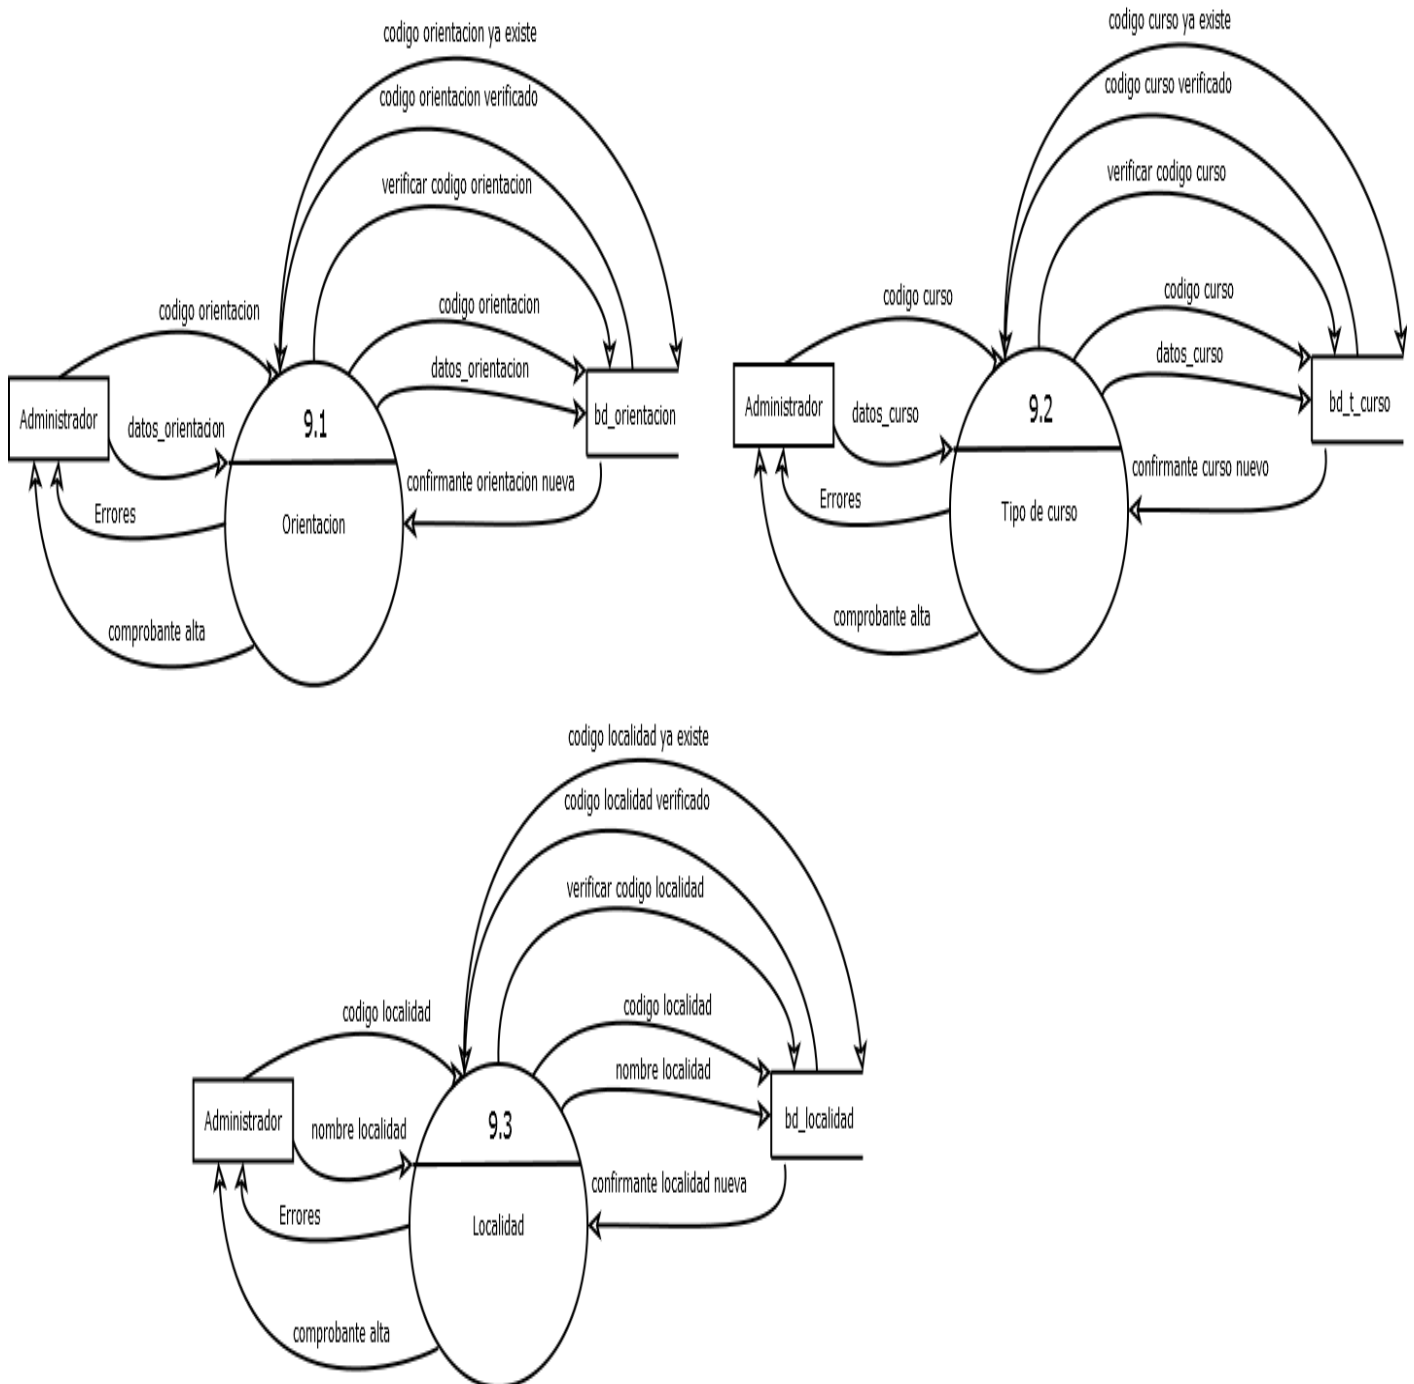 codigo orientacion ya existe
codigo orientacion verificado
verificar codigo orientacion
codigo orientacion
codigo orientacion
datos_orientacion
Administrador
datos_orientacion
9.1
bd_orientacion
confirmante orientacion nueva
Errores
Orientacion
comprobante alta
codigo curso ya existe
codigo curso verificado
verificar codigo curso
codigo curso
codigo curso
datos_curso
Administrador
datos_curso
9.2
bd_t_curso
confirmante curso nuevo
Errores
Tipo de curso
comprobante alta
codigo localidad ya existe
codigo localidad verificado
verificar codigo localidad
codigo localidad
codigo localidad
nombre localidad
Administrador
nombre localidad
9.3
bd_localidad
confirmante localidad nueva
Errores
Localidad
comprobante alta